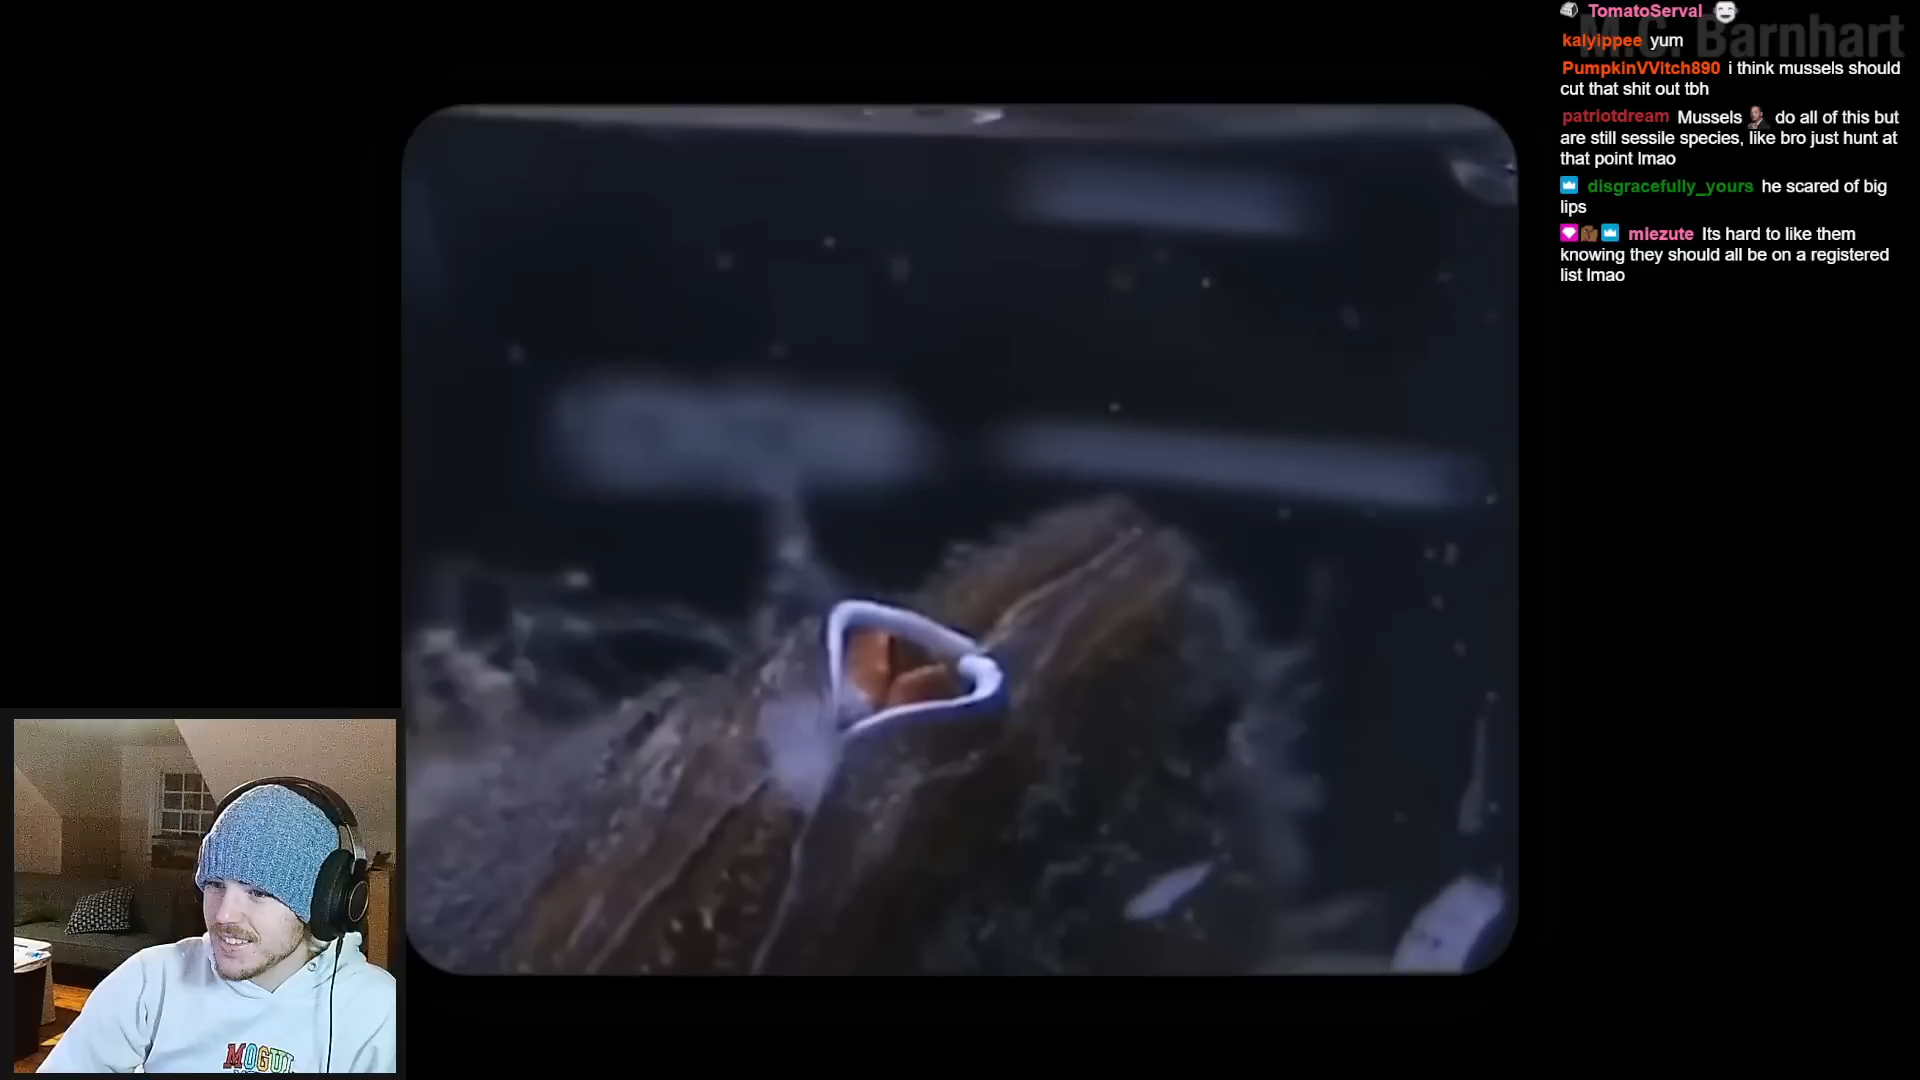 M.C. Barnhart
TomatoServal
kalyippee yum
PumpkinVVitch890 i think mussels should
cut that shit out tbh
patriotdream Mussels do all of this but
are still sessile species, like bro just hunt at
that point lmao
disgracefully_yours he scared of big
lips
miezute Its hard to like them
knowing they should all be on a registered
list lmao
MOGUL